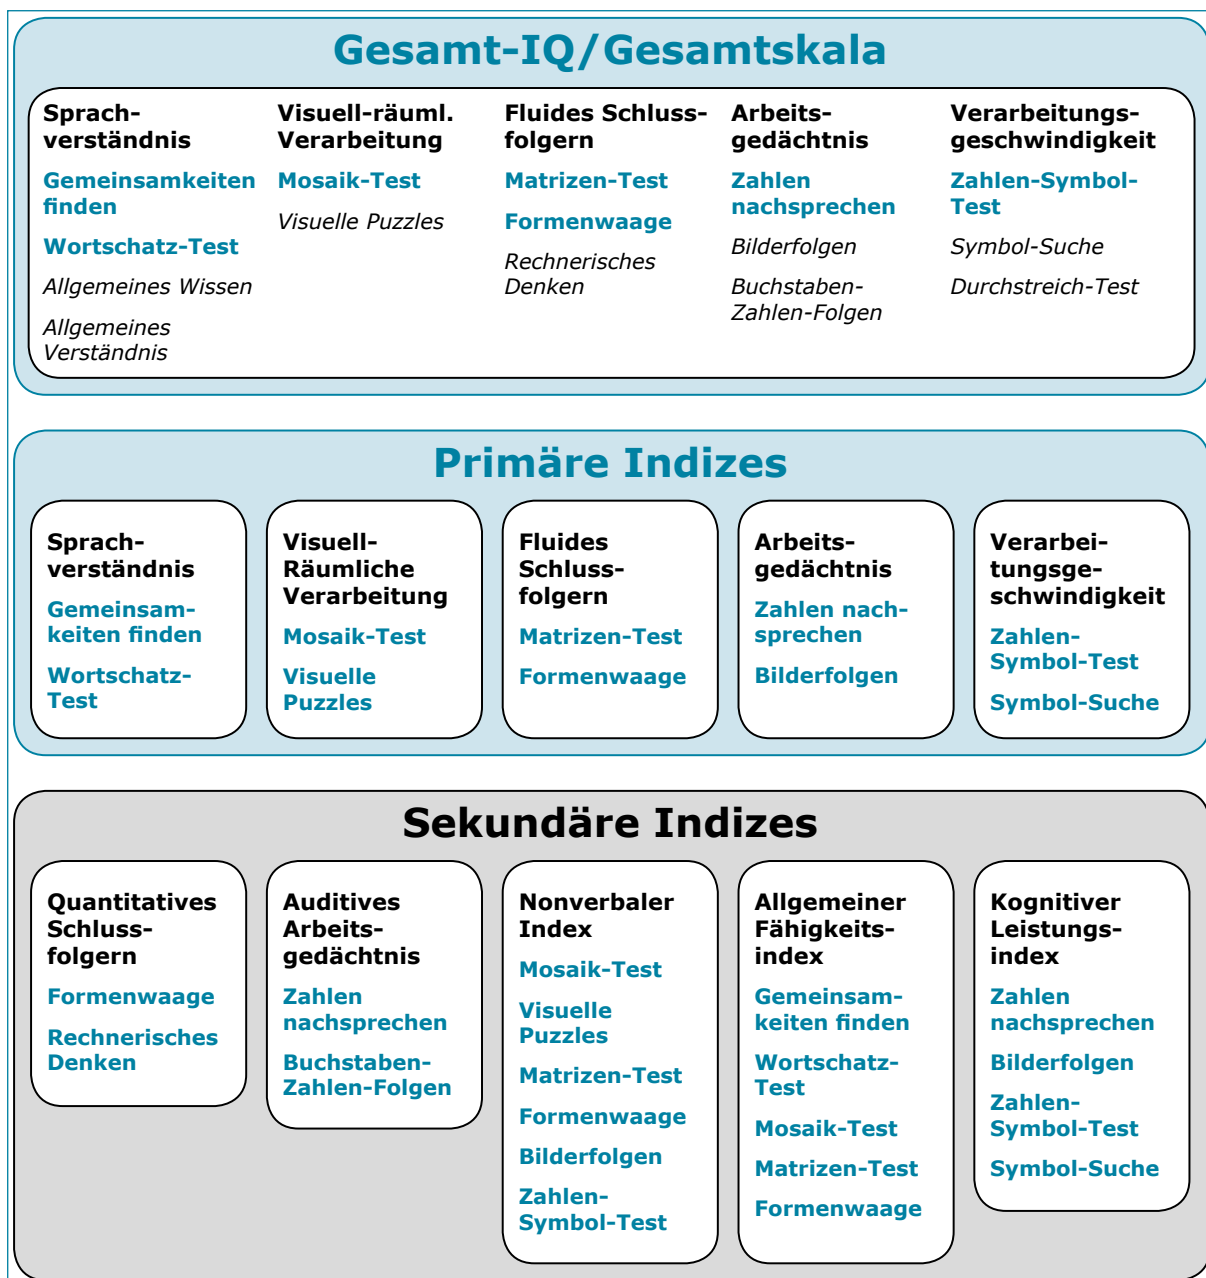 Gesamt-IQ/Gesamtskala
Sprach-
verständnis
Gemeinsamkeiten
finden
Wortschatz-Test
Allgemeines Wissen
Allgemeines
Verständnis
Visuell-räuml.
Verarbeitung
Mosaik-Test
Visuelle Puzzles
Fluides Schluss-
folgern
Matrizen-Test
Formenwaage
Rechnerisches
Denken
Arbeits-
gedächtnis
Zahlen
nachsprechen
Bilderfolgen
Buchstaben-
Zahlen-Folgen
Verarbeitungs-
geschwindigkeit
Zahlen-Symbol-
Test
Symbol-Suche
Durchstreich-Test
Primäre Indizes
Sprach-
verständnis
Gemeinsam-
keiten finden
Wortschatz-
Test
Visuell-
Räumliche
Verarbeitung
Mosaik-Test
Visuelle
Puzzles
Fluides
Schluss-
folgern
Matrizen-Test
Formenwaage
Arbeits-
gedächtnis
Zahlen nach-
sprechen
Bilderfolgen
Verarbei-
tungsge-
schwindigkeit
Zahlen-
Symbol-Test
Symbol-Suche
Sekundäre Indizes
Quantitatives
Schluss-
folgern
Formenwaage
Rechnerisches
Denken
Auditives
Arbeits-
gedächtnis
Zahlen
nachsprechen
Buchstaben-
Zahlen-Folgen
Nonverbaler
Index
Mosaik-Test
Visuelle
Puzzles
Matrizen-Test
Formenwaage
Bilderfolgen
Zahlen-
Symbol-Test
Allgemeiner
Fähigkeits-
index
Gemeinsam-
keiten finden
Wortschatz-
Test
Mosaik-Test
Matrizen-Test
Formenwaage
Kognitiver
Leistungs-
index
Zahlen
nachsprechen
Bilderfolgen
Zahlen-
Symbol-Test
Symbol-Suche